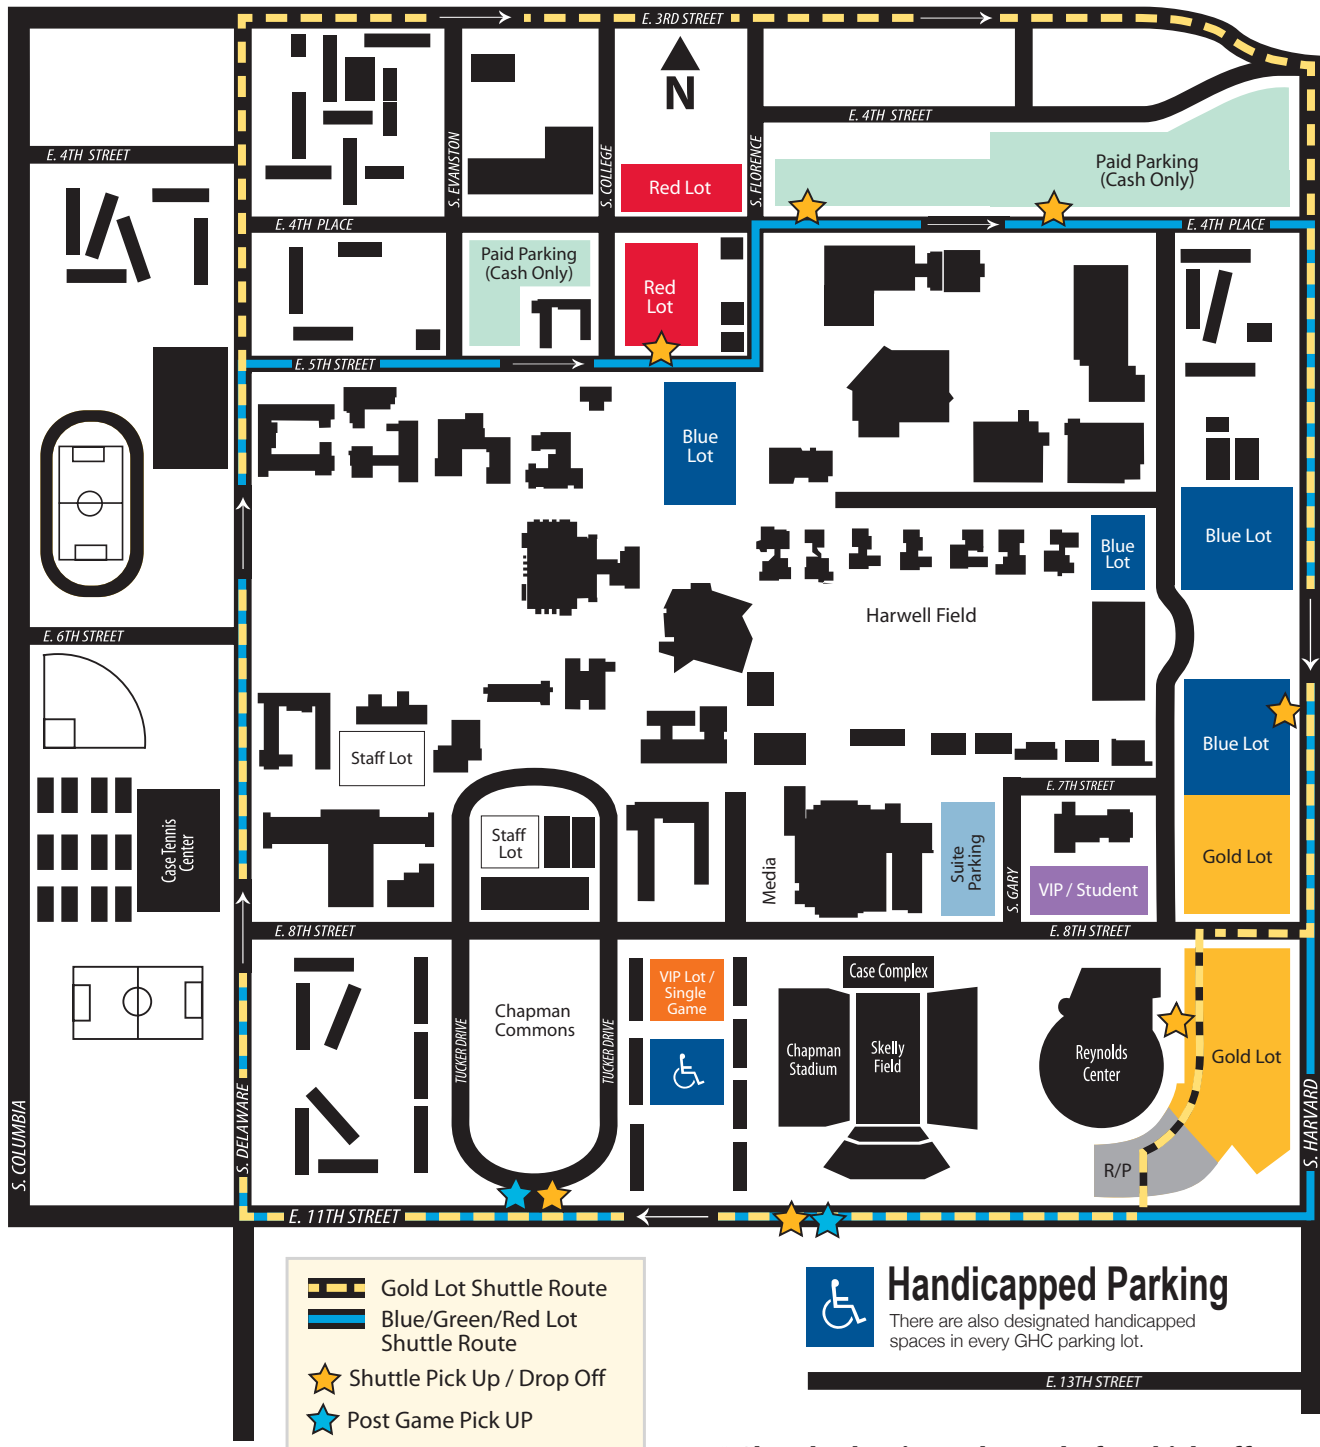 E. 3RD STREET
N
E. 4TH STREET
E. 4TH STREET
S. EVANSTON
S. COLLEGE
S. FLORENCE
Red Lot
Paid Parking
(Cash Only)
E. 4TH PLACE
E. 4TH PLACE
Paid Parking
(Cash Only)
Red
Lot
E. 5TH STREET
Blue
Lot
Blue Lot
Blue
Lot
Harwell Field
E. 6TH STREET
Staff Lot
Blue Lot
E. 7TH STREET
Case Tennis
Center
Staff
Lot
Media
Suite
Parking
S. GARY
VIP / Student
Gold Lot
E. 8TH STREET
E. 8TH STREET
Case Complex
VIP Lot /
Single
Game
Chapman
Commons
TUCKER DRIVE
TUCKER DRIVE
Chapman
Stadium
Skelly
Field
Reynolds
Center
Gold Lot
S. COLUMBIA
S. DELAWARE
S. HARVARD
R/P
E. 11TH STREET
Gold Lot Shuttle Route
Blue/Green/Red Lot
Shuttle Route
Shuttle Pick Up / Drop Off
Post Game Pick UP
Handicapped Parking
There are also designated handicapped
spaces in every GHC parking lot.
E. 13TH STREET